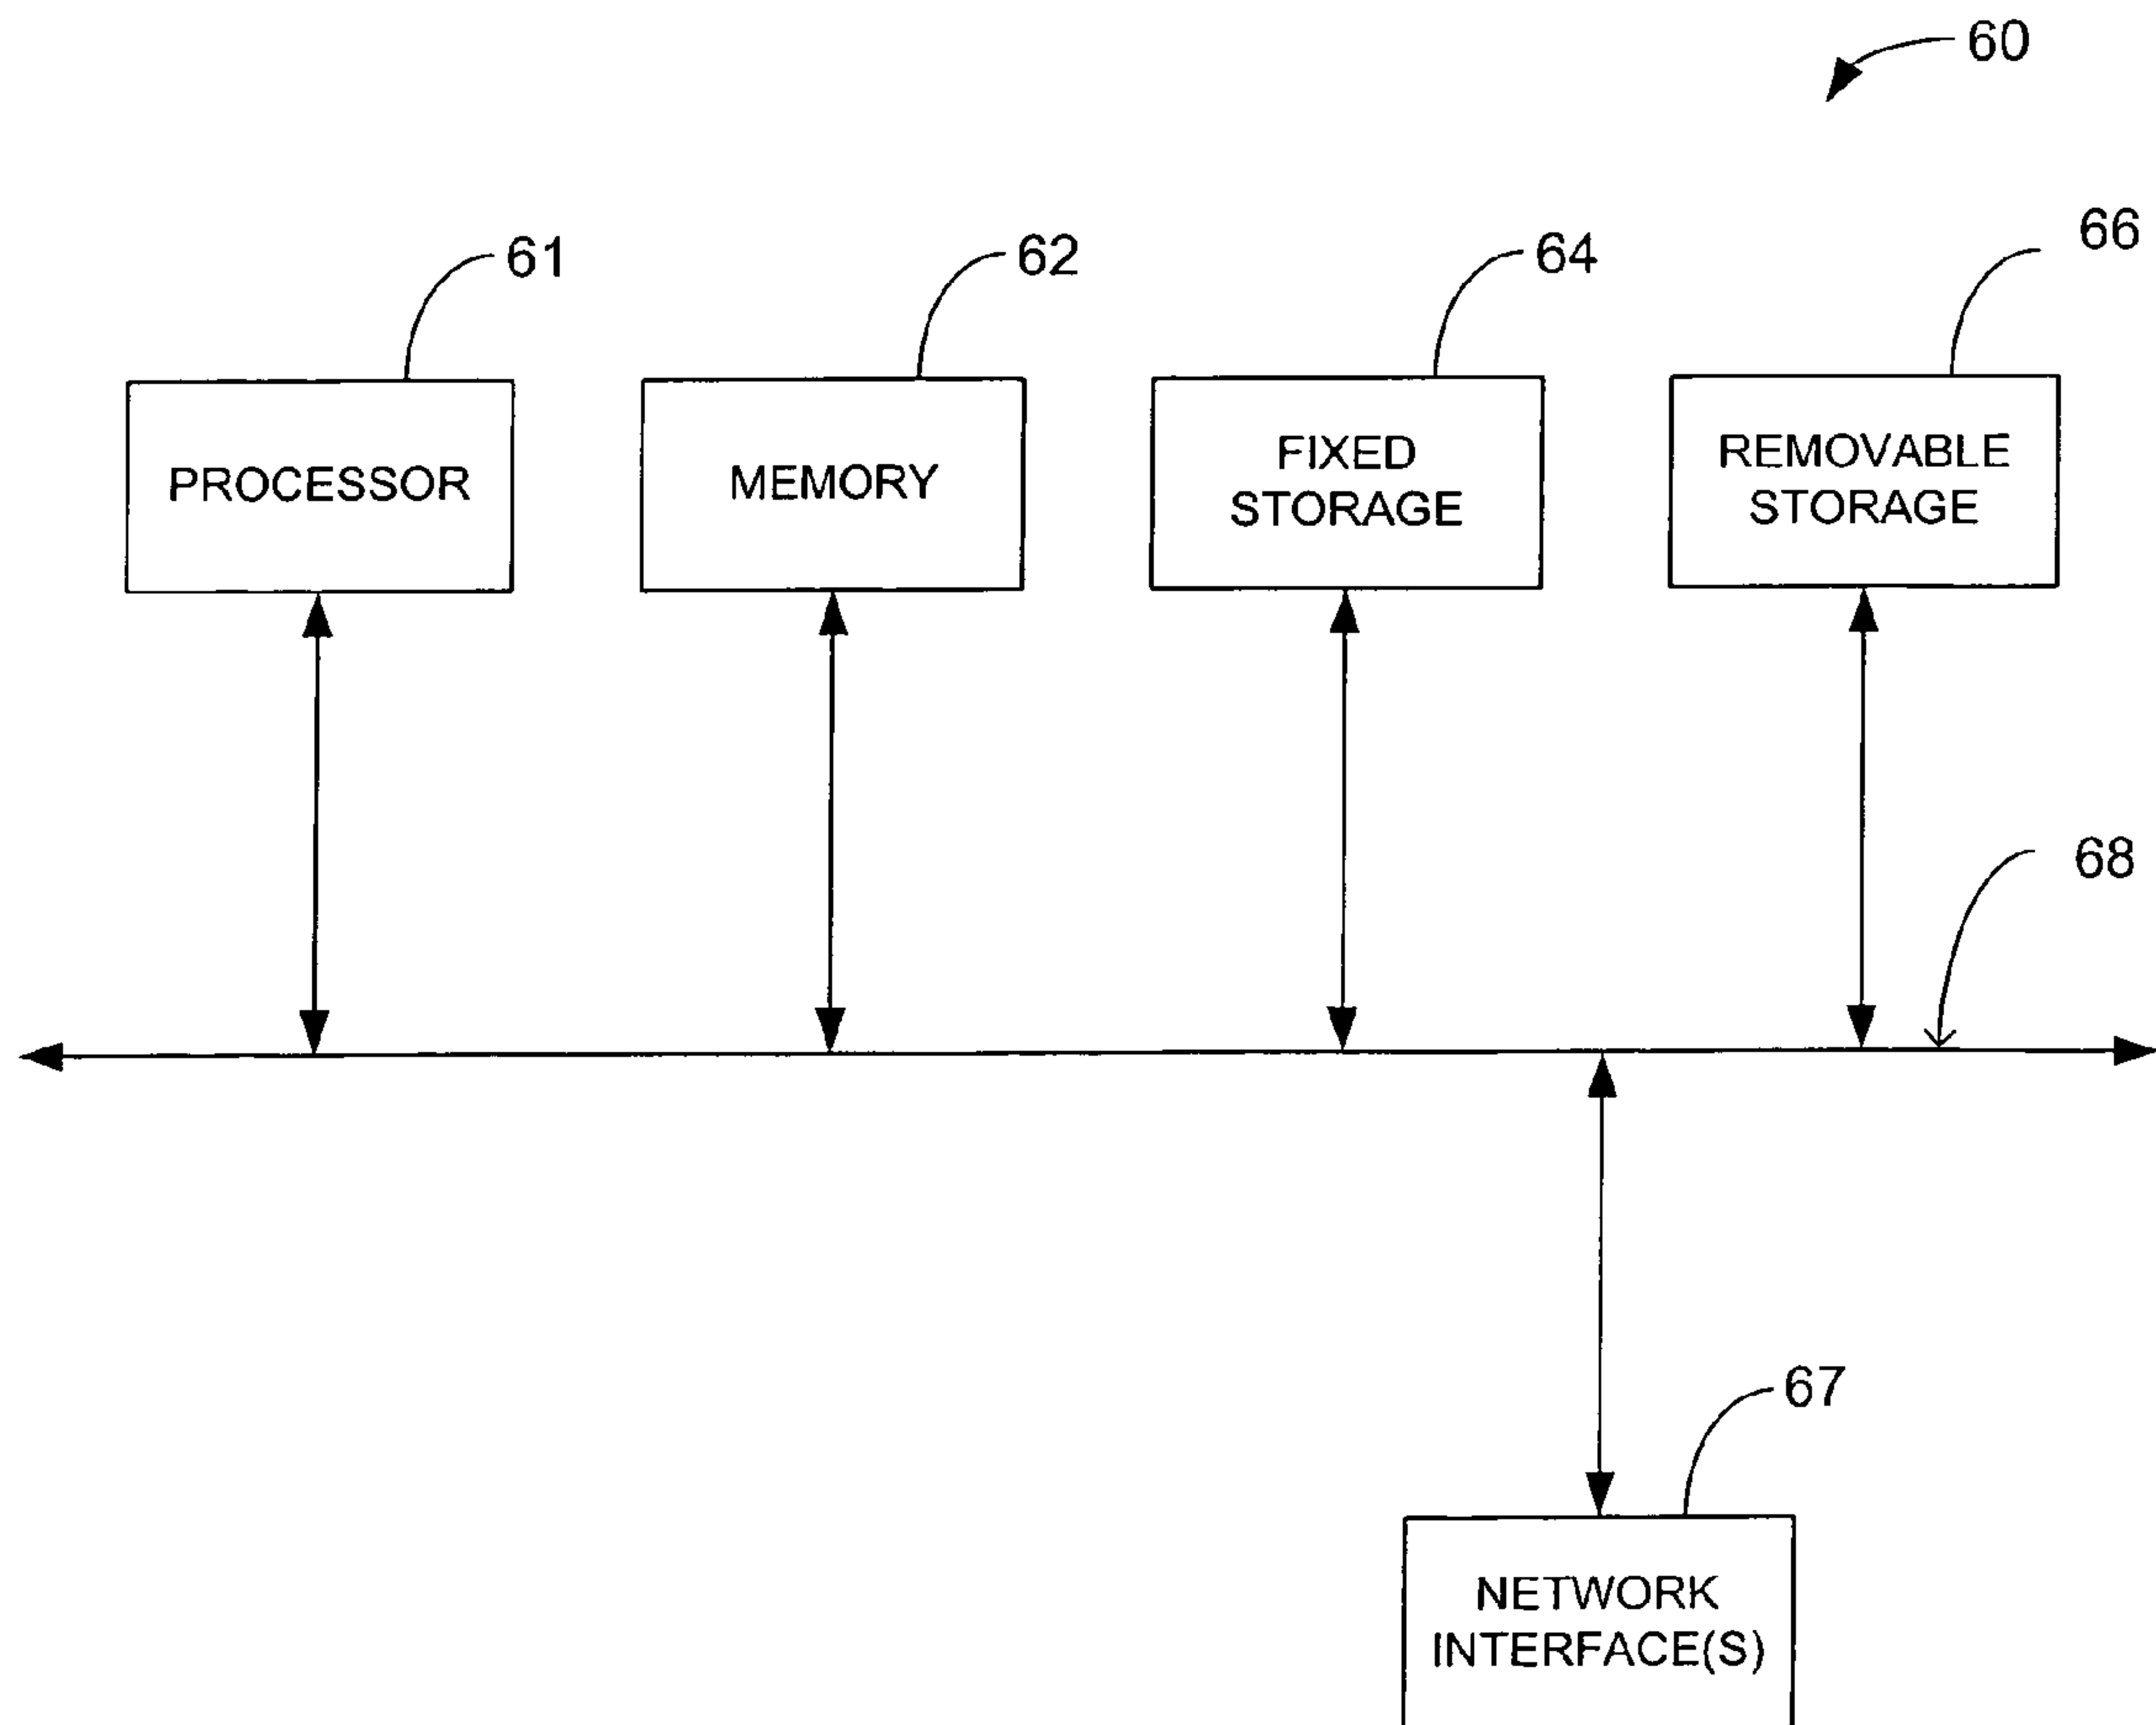 60
61
62
64
66
PROCESSOR
MEMORY
FIXED
STORAGE
REMOVABLE
STORAGE
68
67
NETWORK
INTERFACE(S)